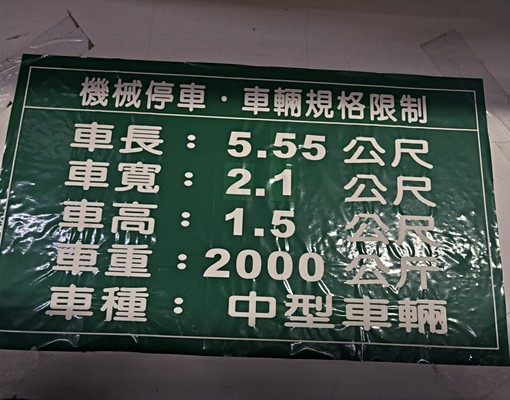 機械停車・車輛規格限制
車長：5.55 公尺
車寬：2.1 公尺
車高：1.5 公尺
車重：2000 公斤
車種：中型車輛